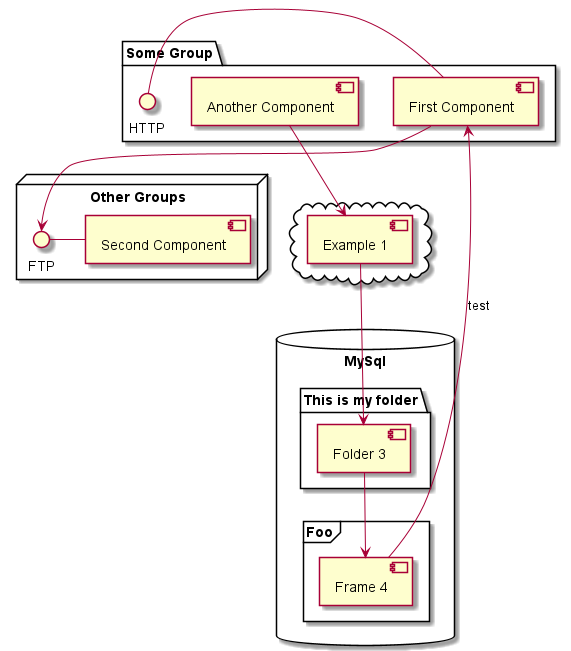 Some Group
Another Component
First Component
HTTP
Other Groups
Second Component
FTP
Example 1
test
MySql
This is my folder
Folder 3
Foo
Frame 4